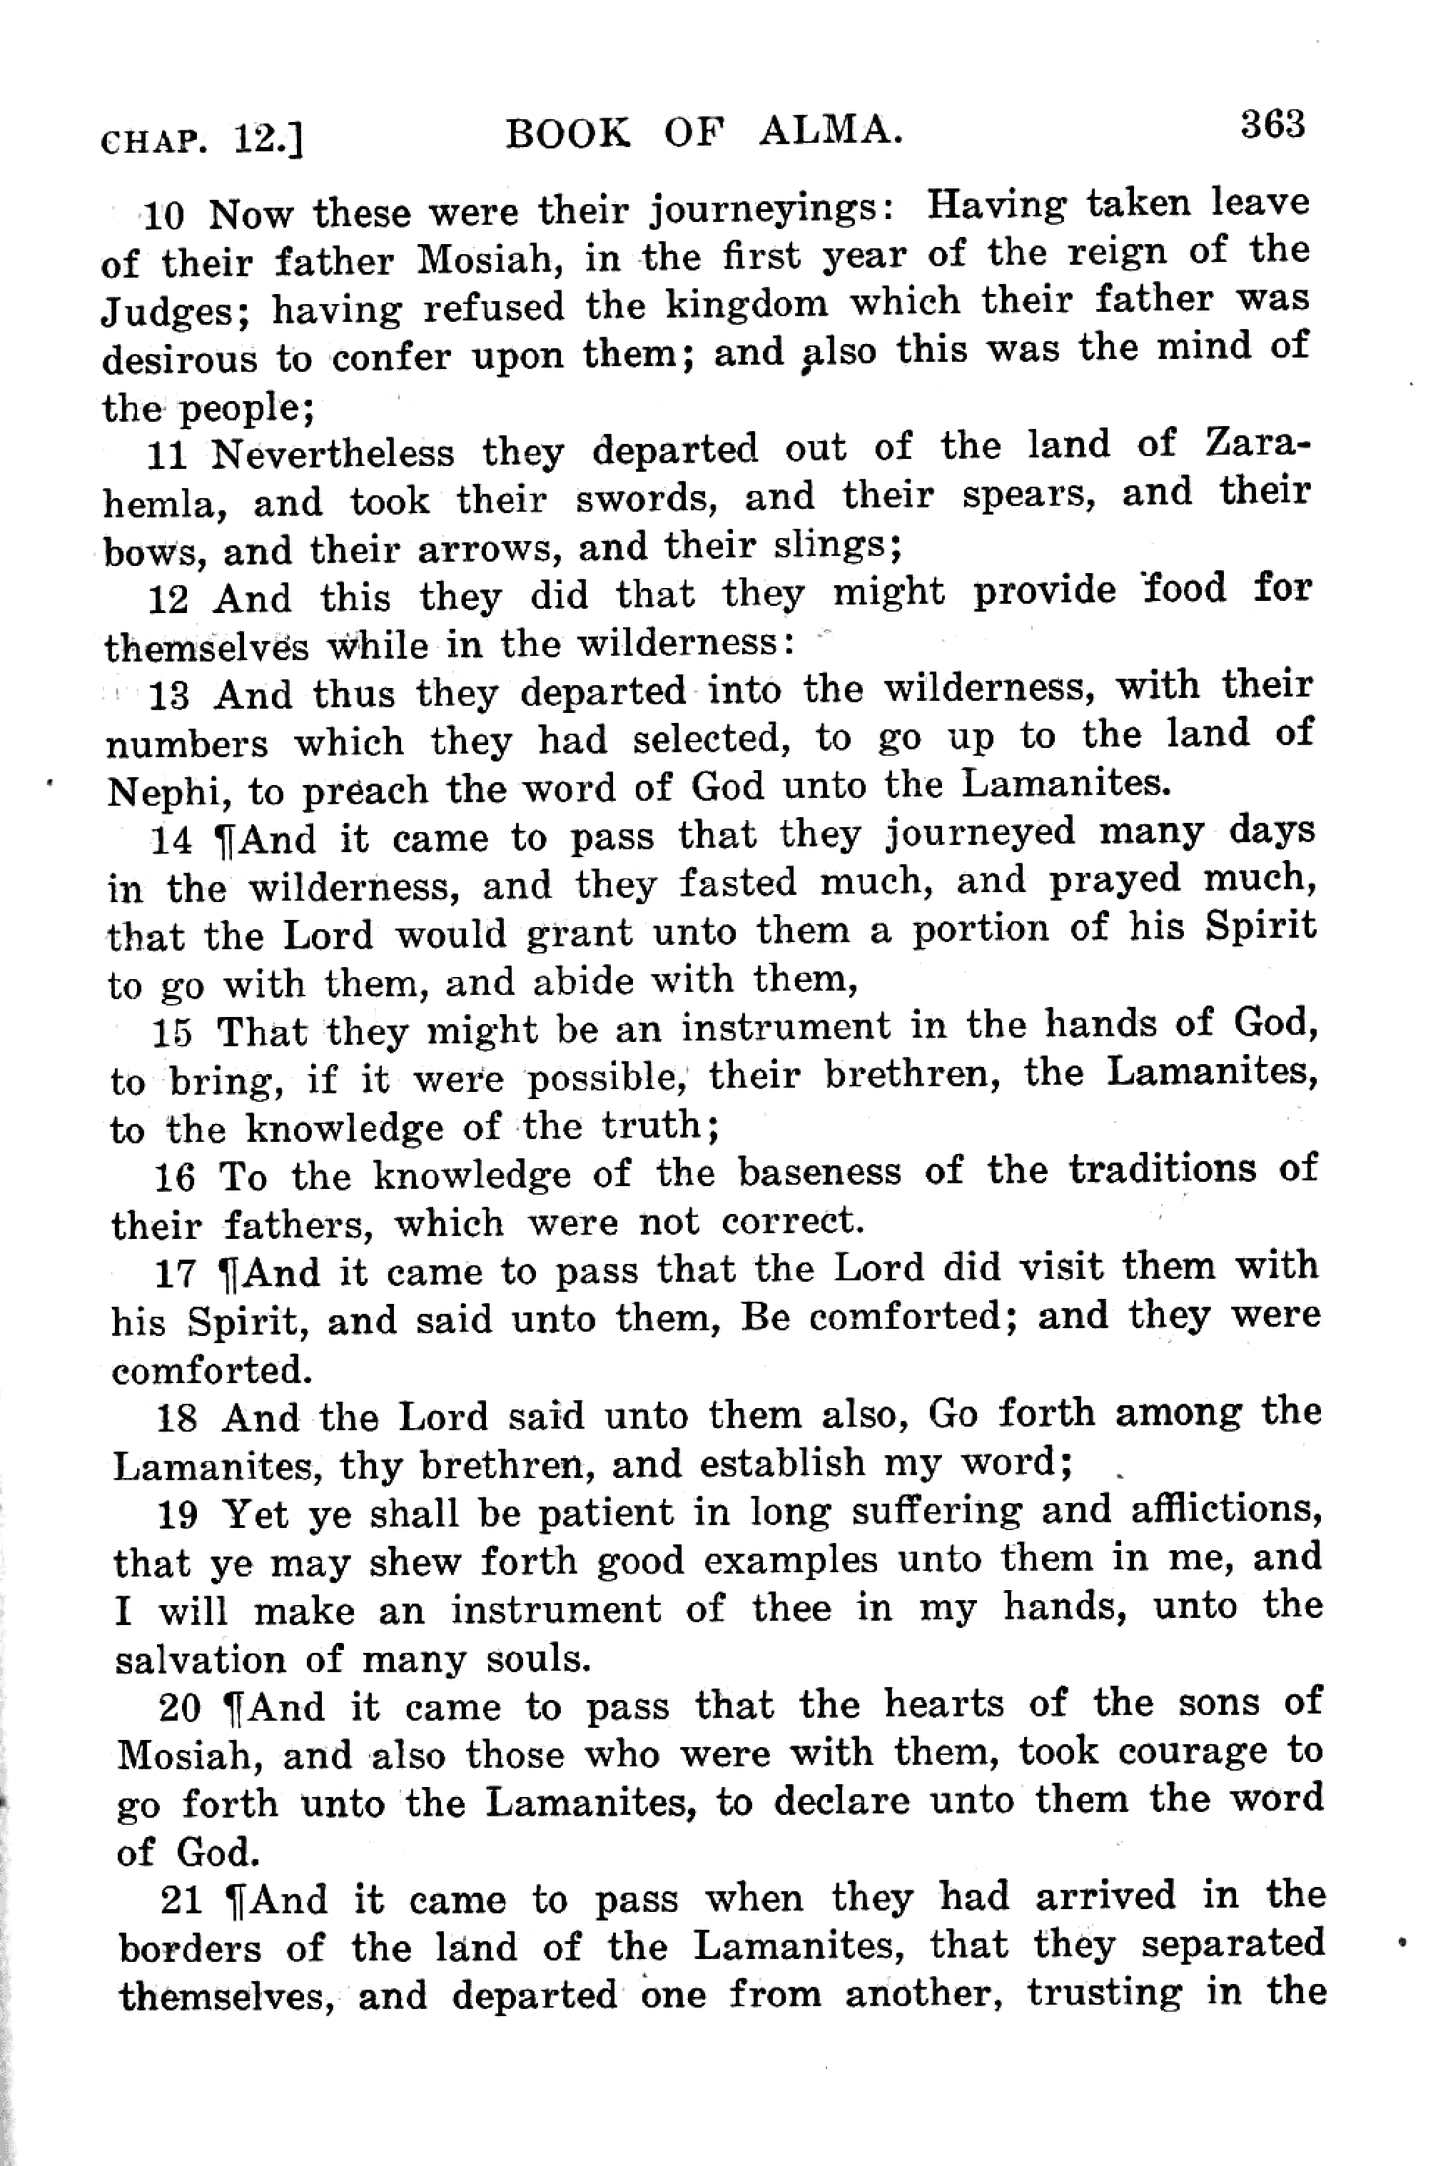 CHAP. 12.] BOOK OF ALMA. 363
10 Now these were their journeyings: Having taken leave
of their father Mosiah, in the first year of the reign of the
Judges; having refused the kingdom which their father was
desirous to confer upon them; and also this was the mind of
the people;
11 Nevertheless they departed out of the land of Zara-
hemla, and took their swords, and their spears, and their
bows, and their arrows, and their slings;
12 And this they did that they might provide food for
themselves while in the wilderness:
13 And thus they departed into the wilderness, with their
numbers which they had selected, to go up to the land of
Nephi, to preach the word of God unto the Lamanites.
14 ¶And it came to pass that they journeyed many days
in the wilderness, and they fasted much, and prayed much,
that the Lord would grant unto them a portion of his Spirit
to go with them, and abide with them,
15 That they might be an instrument in the hands of God,
to bring, if it were possible, their brethren, the Lamanites,
to the knowledge of the truth;
16 To the knowledge of the baseness of the traditions of
their fathers, which were not correct.
17 ¶And it came to pass that the Lord did visit them with
his Spirit, and said unto them, Be comforted; and they were
comforted.
18 And the Lord said unto them also, Go forth among the
Lamanites, thy brethren, and establish my word;
19 Yet ye shall be patient in long suffering and afflictions,
that ye may shew forth good examples unto them in me, and
I will make an instrument of thee in my hands, unto the
salvation of many souls.
20 ¶And it came to pass that the hearts of the sons of
Mosiah, and also those who were with them, took courage to
go forth unto the Lamanites, to declare unto them the word
of God.
21 ¶And it came to pass when they had arrived in the
borders of the land of the Lamanites, that they separated
themselves, and departed one from another, trusting in the